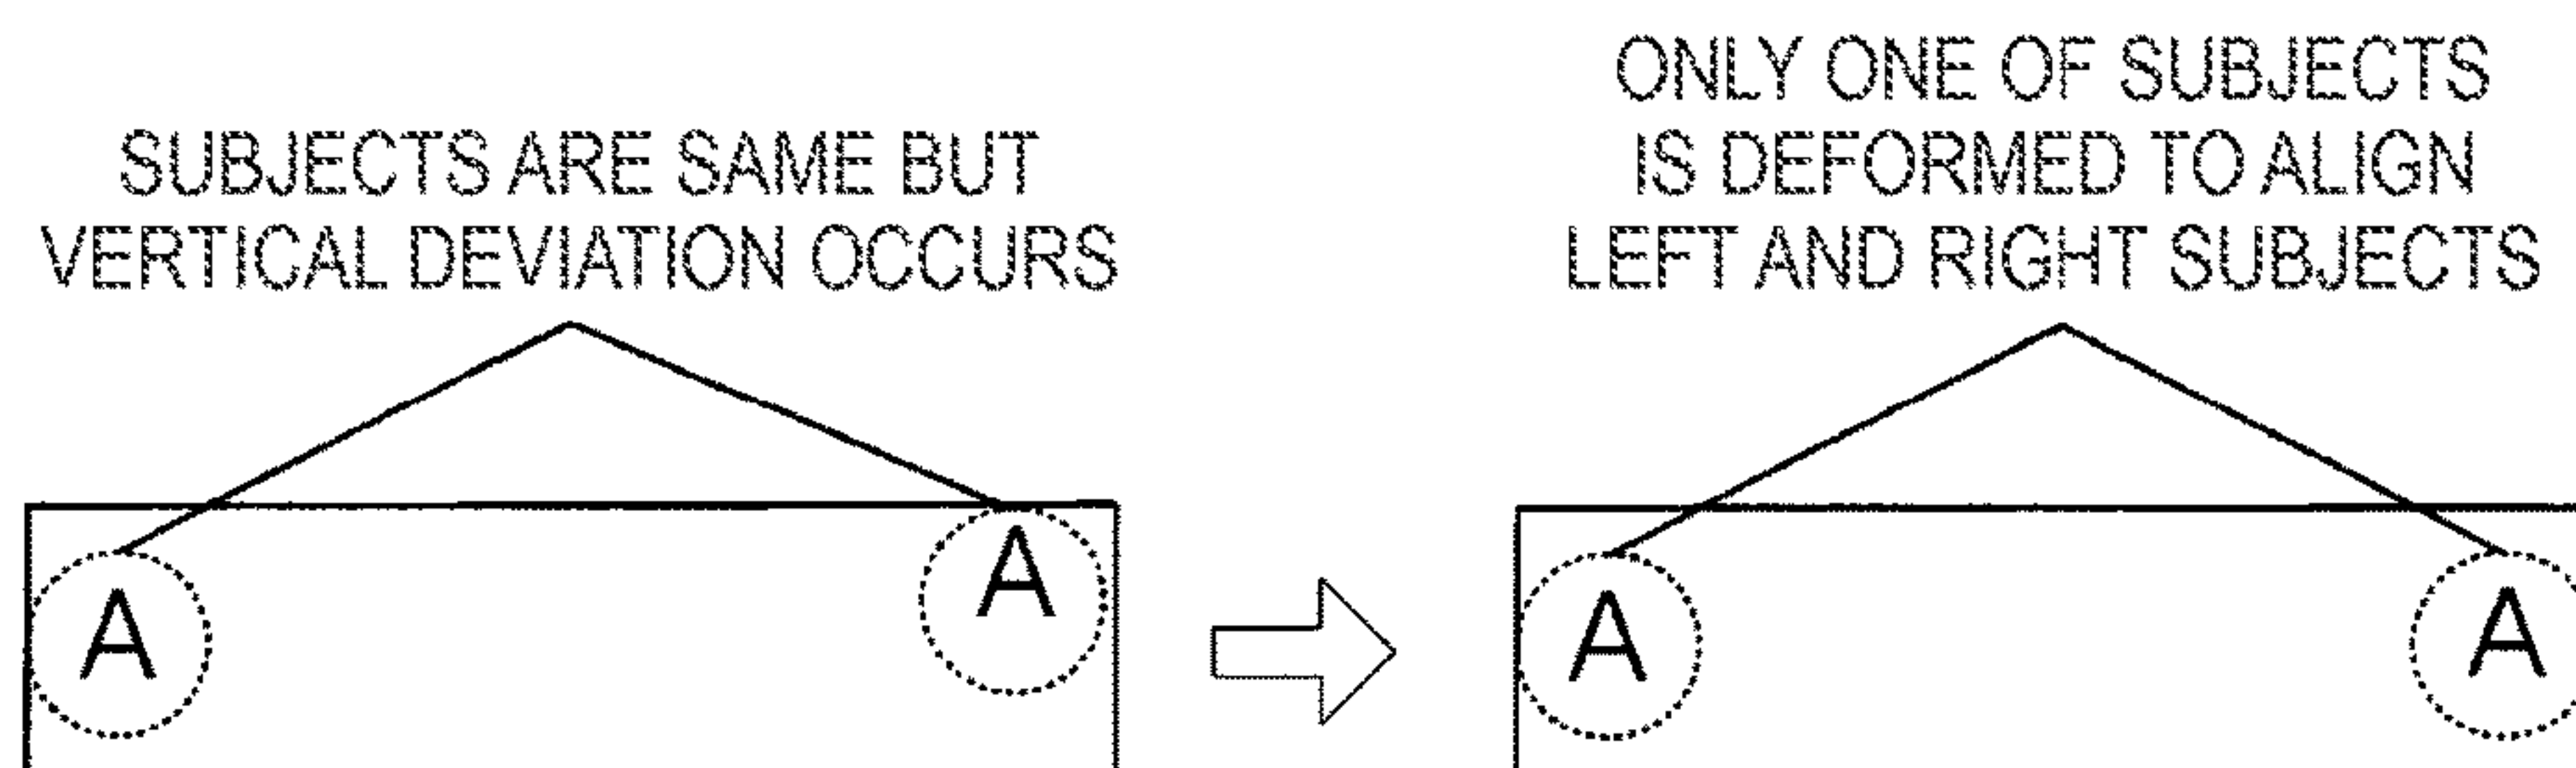 SUBJECTS ARE SAME BUT
VERTICAL DEVIATION OCCURS
ONLY ONE OF SUBJECTS
IS DEFORMED TO ALIGN
LEFT AND RIGHT SUBJECTS
A
A
A
A